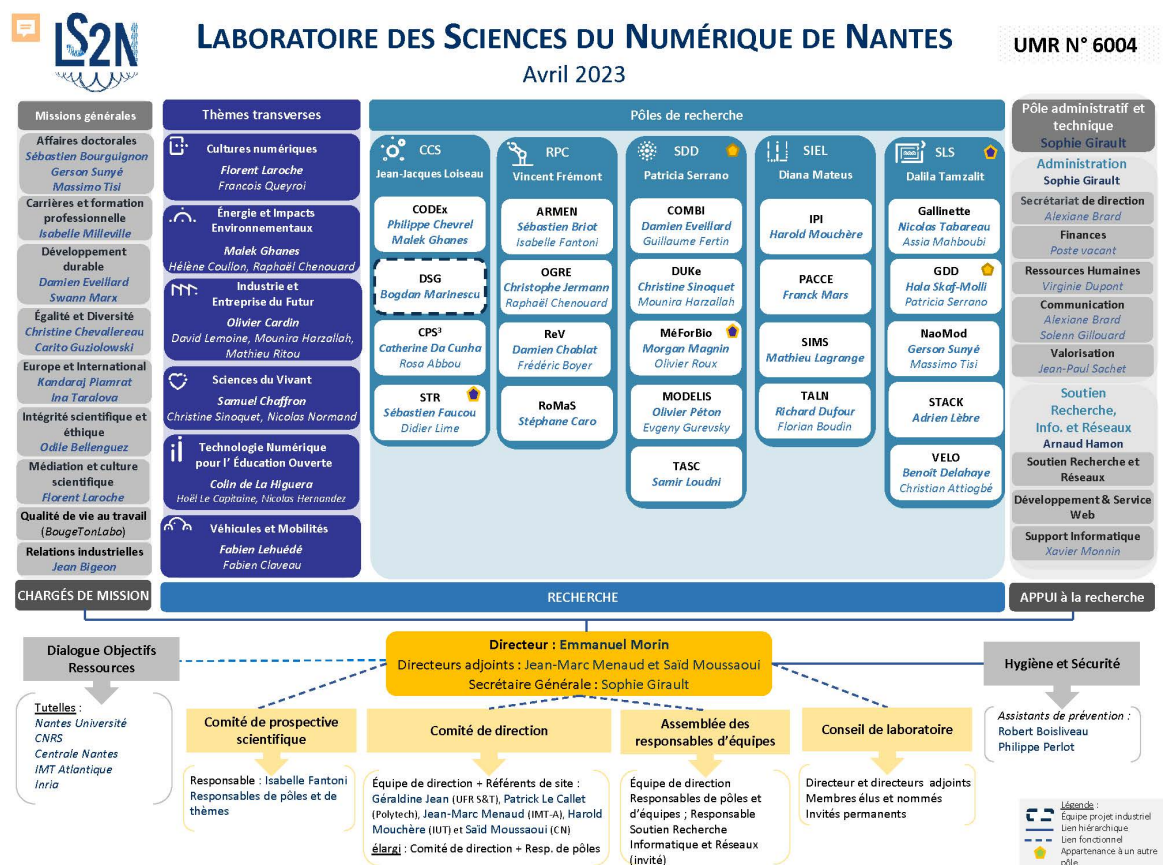 LS2N
LABORATOIRE DES SCIENCES DU NUMÉRIQUE DE NANTES
Avril 2023
UMR N° 6004
Missions générales
Affaires doctorales
Sébastien Bourguignon
Gerson Sunyé
Massimo Tisi
Carrières et formation
professionnelle
Isabelle Milleville
Développement
durable
Damien Eveillard
Swann Marx
Égalité et Diversité
Christine Chevallereau
Carito Guziolowski
Europe et International
Kandaraj Piamrat
Ina Taralova
Intégrité scientifique et
éthique
Odile Bellenguez
Médiation et culture
scientifique
Florent Laroche
Qualité de vie au travail
(BougeTonLabo)
Relations industrielles
Jean Bigeon
CHARGÉS DE MISSION
Thèmes transverses
Cultures numériques
Florent Laroche
Francois Queyroi
Énergie et Impacts
Environnementaux
Malek Ghanes
Hélène Coullon, Raphaël Chenouard
Industrie et
Entreprise du Futur
Olivier Cardin
David Lemoine, Mounira Harzallah,
Mathieu Ritou
Sciences du Vivant
Samuel Chaffron
Christine Sinoquet, Nicolas Normand
Technologie Numérique
pour l’ Éducation Ouverte
Colin de La Higuera
Hoël Le Capitaine, Nicolas Hernandez
Véhicules et Mobilités
Fabien Lehuédé
Fabien Claveau
Pôles de recherche
CCS
Jean-Jacques Loiseau
CODEx
Philippe Chevrel
Malek Ghanes
DSG
Bogdan Marinescu
CPS³
Catherine Da Cunha
Rosa Abbou
STR
Sébastien Faucou
Didier Lime
RPC
Vincent Frémont
ARMEN
Sébastien Briot
Isabelle Fantoni
OGRE
Christophe Jermann
Raphaël Chenouard
ReV
Damien Chablat
Frédéric Boyer
RoMaS
Stéphane Caro
SDD
Patricia Serrano
COMBI
Damien Eveillard
Guillaume Fertin
DUKe
Christine Sinoquet
Mounira Harzallah
MéForBio
Morgan Magnin
Olivier Roux
MODELIS
Olivier Péton
Evgeny Gurevsky
TASC
Samir Loudni
SIEL
Diana Mateus
IPI
Harold Mouchère
PACCE
Franck Mars
SIMS
Mathieu Lagrange
TALN
Richard Dufour
Florian Boudin
SLS
Dalila Tamzalit
Gallinette
Nicolas Tabareau
Assia Mahboubi
GDD
Hala Skaf-Molli
Patricia Serrano
NaoMod
Gerson Sunyé
Massimo Tisi
STACK
Adrien Lèbre
VELO
Benoît Delahaye
Christian Attiogbé
RECHERCHE
Pôle administratif et
technique
Sophie Girault
Administration
Sophie Girault
Secrétariat de direction
Alexiane Brard
Finances
Poste vacant
Ressources Humaines
Virginie Dupont
Communication
Alexiane Brard
Solenn Gillouard
Valorisation
Jean-Paul Sachet
Soutien
Recherche,
Info. et Réseaux
Arnaud Hamon
Soutien Recherche et
Réseaux
Développement & Service
Web
Support Informatique
Xavier Monnin
APPUI à la recherche
Directeur : Emmanuel Morin
Directeurs adjoints : Jean-Marc Menaud et Saïd Moussaoui
Secrétaire Générale : Sophie Girault
Dialogue Objectifs
Ressources
Tutelles :
Nantes Université
CNRS
Centrale Nantes
IMT Atlantique
Inria
Comité de prospective
scientifique
Responsable : Isabelle Fantoni
Responsables de pôles et de
thèmes
Comité de direction
Équipe de direction + Référents de site :
Géraldine Jean (UFR S&T), Patrick Le Callet
(Polytech), Jean-Marc Menaud (IMT-A), Harold
Mouchère (IUT) et Saïd Moussaoui (CN)
élargi : Comité de direction + Resp. de pôles
Assemblée des
responsables d’équipes
Équipe de direction
Responsables de pôles et
d’équipes ; Responsable
Soutien Recherche
Informatique et Réseaux
(invité)
Conseil de laboratoire
Directeur et directeurs adjoints
Membres élus et nommés
Invités permanents
Hygiène et Sécurité
Assistants de prévention :
Robert Boisliveau
Philippe Perlot
Légende :
Équipe projet industriel
Lien hiérarchique
Lien fonctionnel
Appartenance à un autre
pôle